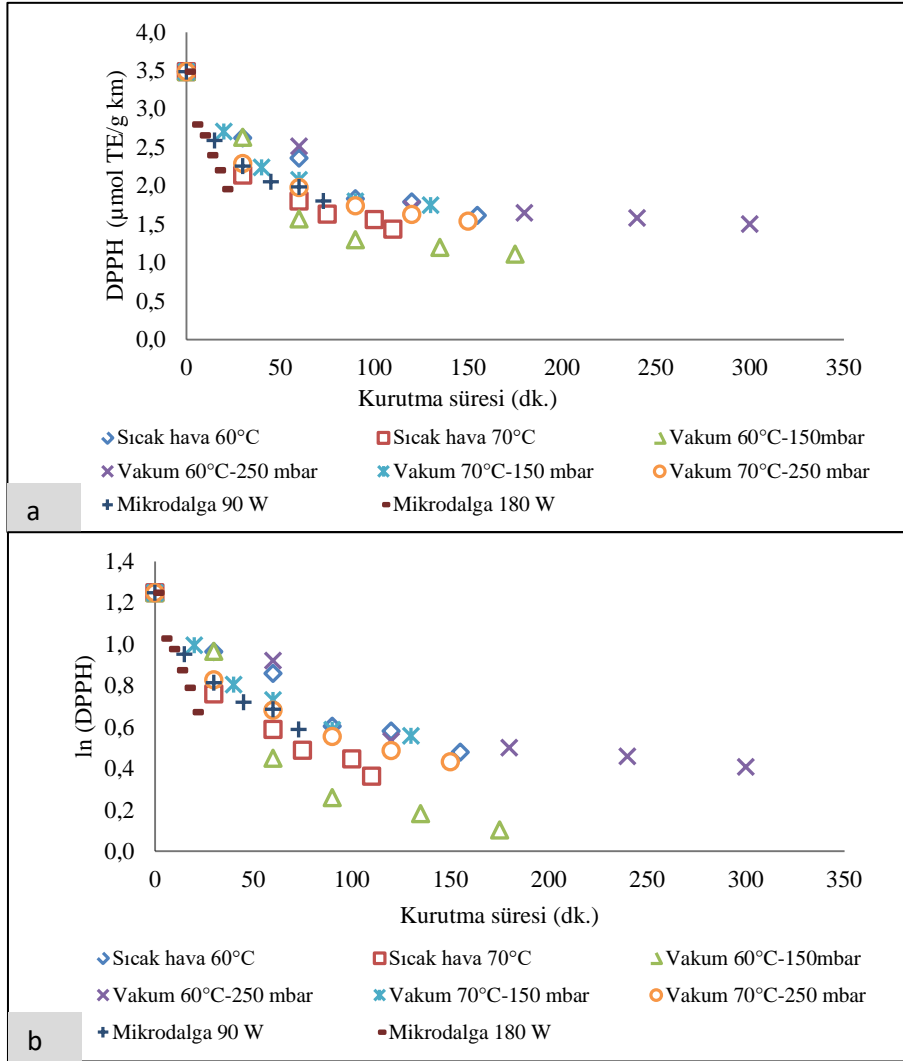 4,0
3,5
3,0
2,5
2,0
1,5
1,0
0,5
0,0
DPPH (µmol TE/g km)
0 50 100 150 200 250 300 350
Kurutma süresi (dk.)
Sıcak hava 60°C Sıcak hava 70°C Vakum 60°C-150mbar
Vakum 60°C-250 mbar Vakum 70°C-150 mbar Vakum 70°C-250 mbar
Mikrodalga 90 W Mikrodalga 180 W
a
1,4
1,2
1,0
0,8
0,6
0,4
0,2
0,0
ln (DPPH)
0 50 100 150 200 250 300 350
Kurutma süresi (dk.)
Sıcak hava 60°C Sıcak hava 70°C Vakum 60°C-150mbar
Vakum 60°C-250 mbar Vakum 70°C-150 mbar Vakum 70°C-250 mbar
Mikrodalga 90 W Mikrodalga 180 W
b